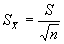 S_X̄ = S / √n